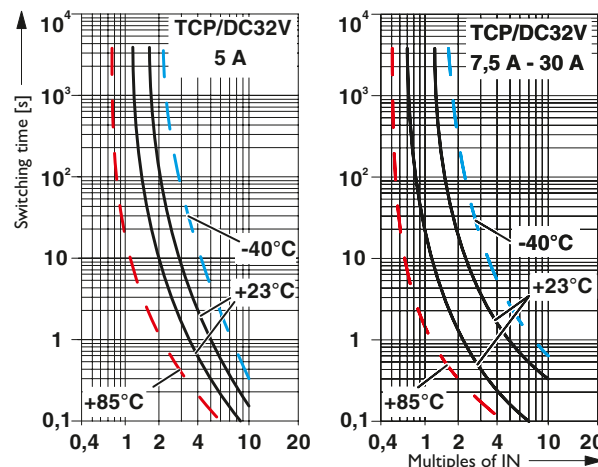 Switching time [s]
10⁴
10³
10²
10
1
0,1
TCP/DC32V
5 A
-40°C
+23°C
+85°C
0,4 1 2 4 10 20
10⁴
10³
10²
10
1
0,1
TCP/DC32V
7,5 A - 30 A
-40°C
+23°C
+85°C
0,4 1 2 4 10 20
Multiples of IN